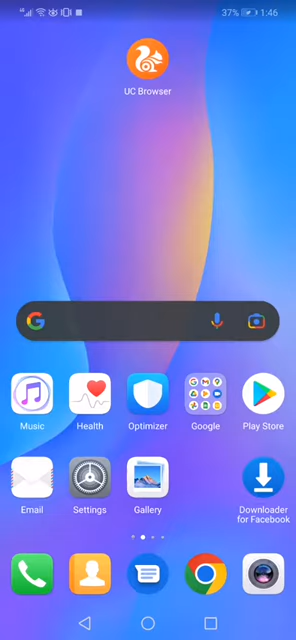 37% 1:46
UC Browser
Music
Health
Optimizer
Google
Play Store
Email
Settings
Gallery
Downloader
for Facebook